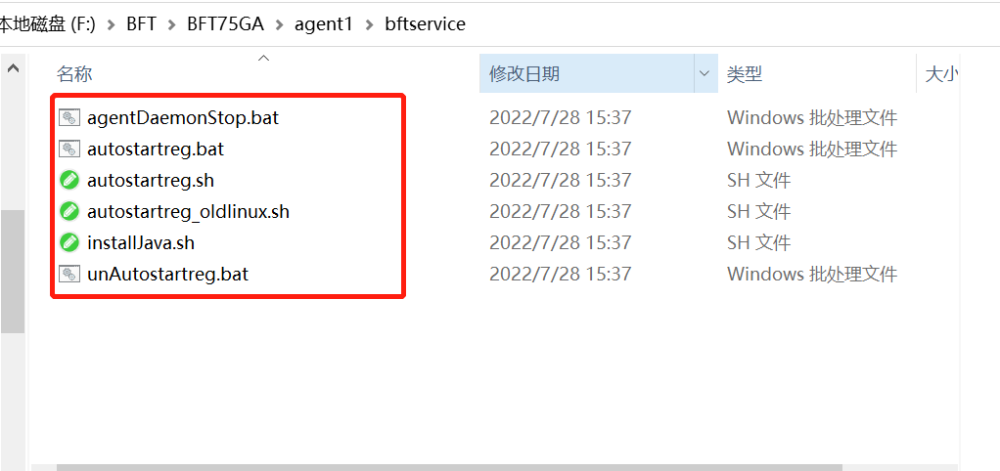 本地磁盘 (F:) > BFT > BFT75GA > agent1 > bftservice
名称 修改日期 类型 大小
agentDaemonStop.bat 2022/7/28 15:37 Windows 批处理文件
autostartreg.bat 2022/7/28 15:37 Windows 批处理文件
autostartreg.sh 2022/7/28 15:37 SH 文件
autostartreg_oldlinux.sh 2022/7/28 15:37 SH 文件
installJava.sh 2022/7/28 15:37 SH 文件
unAutostartreg.bat 2022/7/28 15:37 Windows 批处理文件